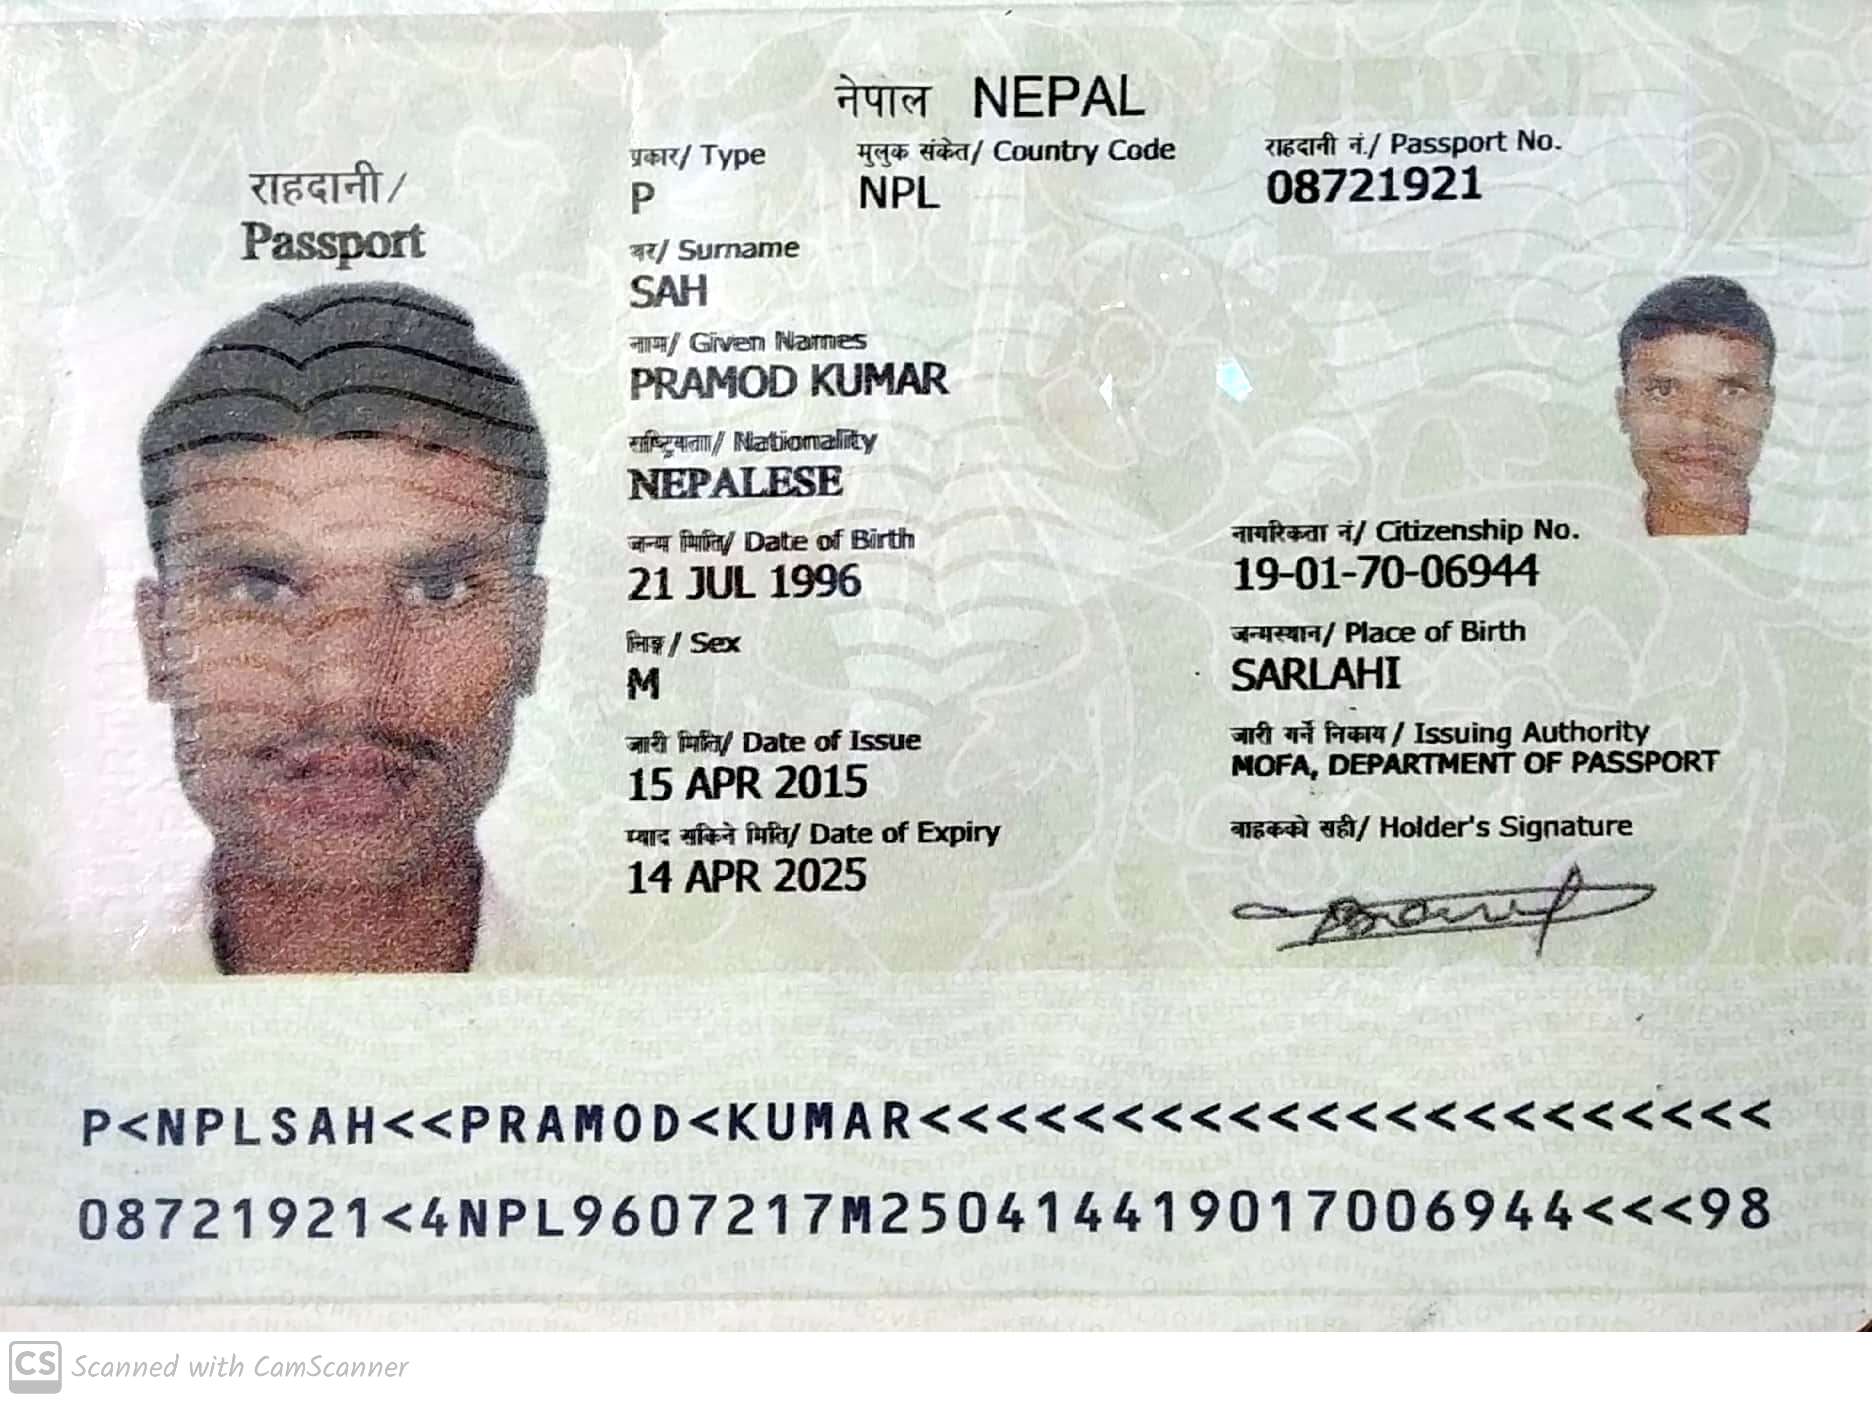 नेपाल NEPAL
राहदानी/
Passport
प्रकार/ Type
मुलुक संकेत/ Country Code
राहदानी नं./ Passport No.
P
NPL
08721921
थर/ Surname
SAH
नाम/ Given Names
PRAMOD KUMAR
राष्ट्रियता/ Nationality
NEPALESE
जन्म मिति/ Date of Birth
21 JUL 1996
नागरिकता नं/ Citizenship No.
19-01-70-06944
लिङ्ग / Sex
M
जन्मस्थान/ Place of Birth
SARLAHI
जारी मिति/ Date of Issue
15 APR 2015
जारी गर्ने निकाय / Issuing Authority
MOFA, DEPARTMENT OF PASSPORT
म्याद सकिने मिति/ Date of Expiry
14 APR 2025
वाहकको सही/ Holder's Signature
P<NPLSAH<<PRAMOD<KUMAR<<<<<<<<<<<<<<<<<<<<<<
08721921<4NPL9607217M25041441901​7006944<<<98
CS Scanned with CamScanner